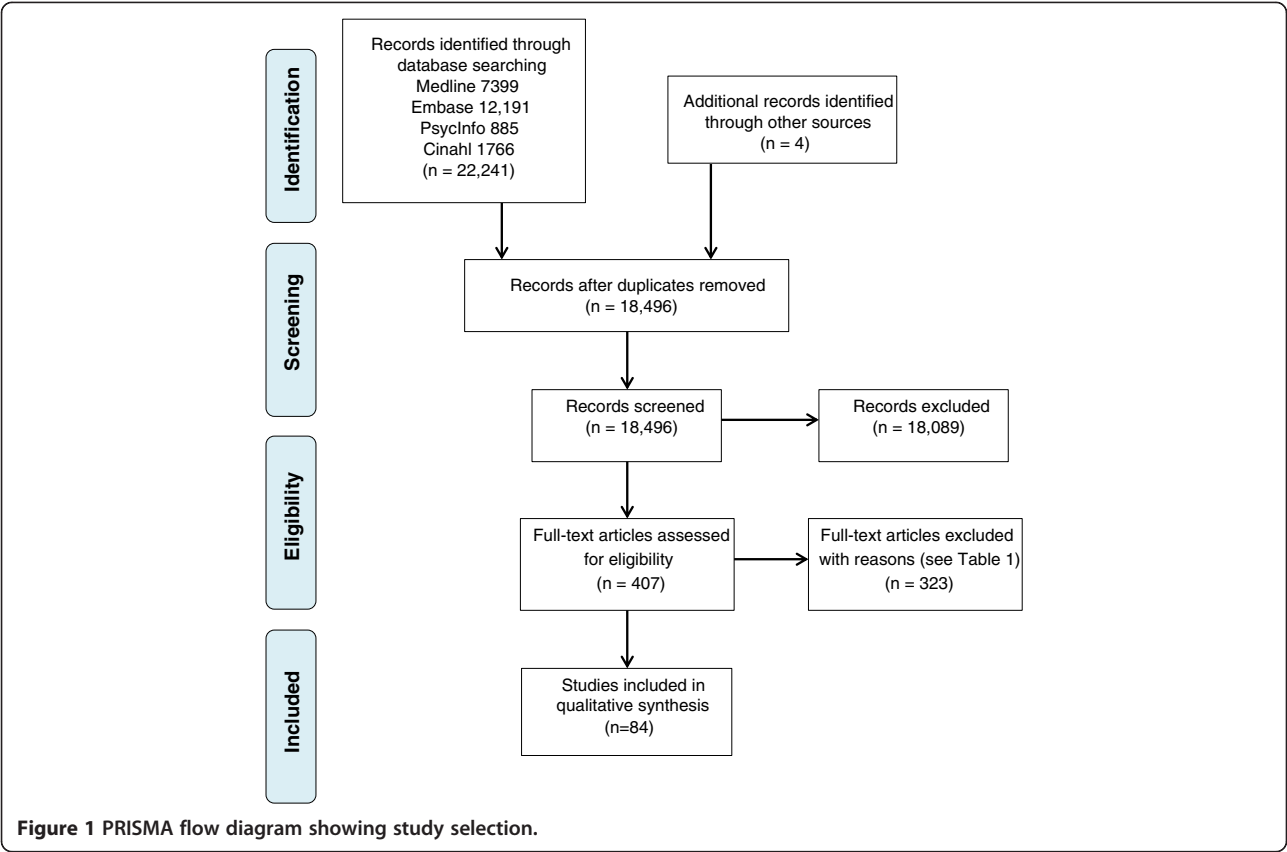 Identification
Records identified through
database searching
Medline 7399
Embase 12,191
PsycInfo 885
Cinahl 1766
(n = 22,241)
Additional records identified
through other sources
(n = 4)
Screening
Records after duplicates removed
(n = 18,496)
Records screened
(n = 18,496)
Records excluded
(n = 18,089)
Eligibility
Full-text articles assessed
for eligibility
(n = 407)
Full-text articles excluded
with reasons (see Table 1)
(n = 323)
Included
Studies included in
qualitative synthesis
(n=84)
Figure 1 PRISMA flow diagram showing study selection.